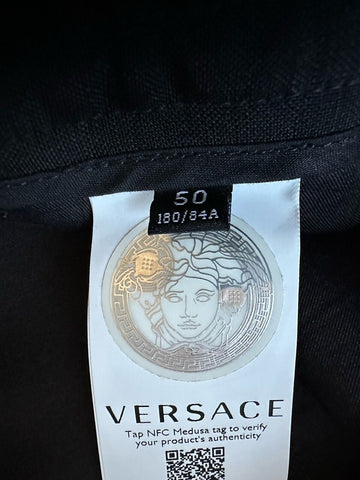 50
180/84A
VERSACE
Tap NFC Medusa tag to verify
your product's authenticity